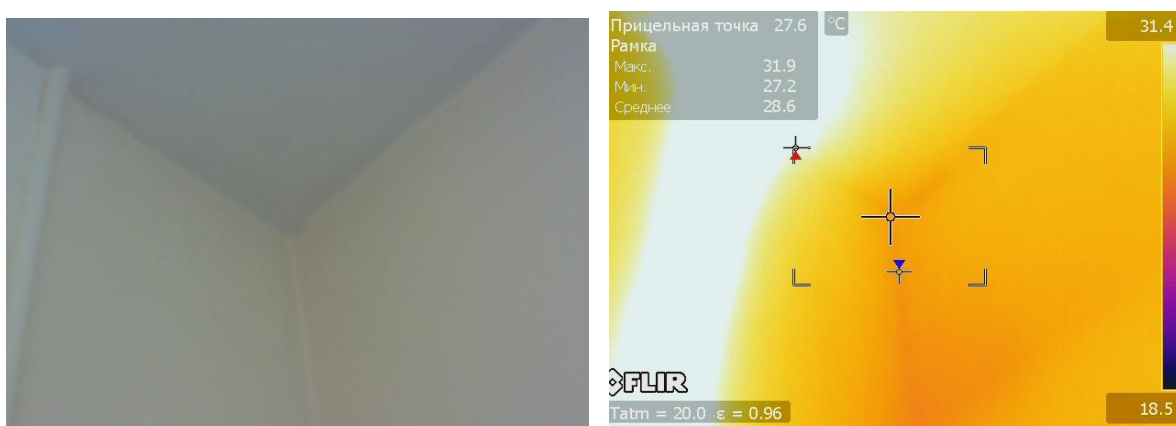 Прицельная точка 27.6 °C 31.4
Рамка
Макс. 31.9
Мин. 27.2
Среднее 28.6
FLIR
Tatm = 20.0 ε = 0.96 18.5